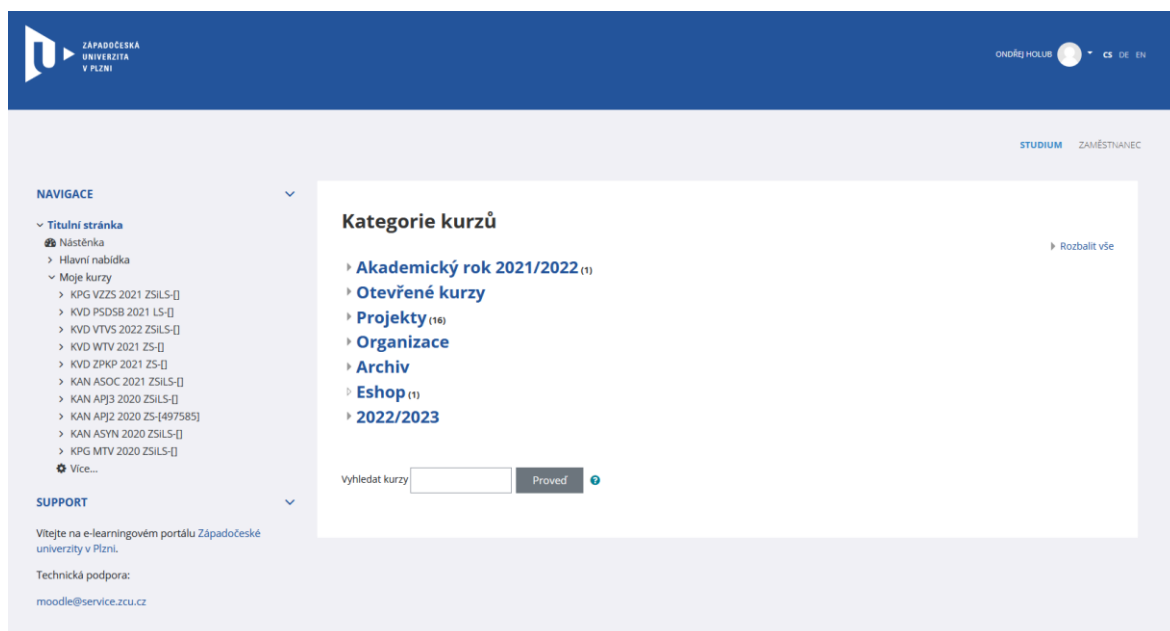 ZÁPADOČESKÁ
UNIVERZITA
V PLZNI
ONDŘEJ HOLUB CS DE EN
STUDIUM ZAMĚSTNANEC
NAVIGACE
Titulní stránka
Nástěnka
Hlavní nabídka
Moje kurzy
KPG VZZS 2021 ZSiLS-[]
KVD PSDSB 2021 LS-[]
KVD VTVS 2022 ZSiLS-[]
KVD WTV 2021 ZS-[]
KVD ZPKP 2021 ZS-[]
KAN ASOC 2021 ZSiLS-[]
KAN APJ3 2020 ZSiLS-[]
KAN APJ2 2020 ZS-[497585]
KAN ASYN 2020 ZSiLS-[]
KPG MTV 2020 ZSiLS-[]
Více...
SUPPORT
Vítejte na e-learningovém portálu Západočeské
univerzity v Plzni.
Technická podpora:
moodle@service.zcu.cz
Kategorie kurzů
Rozbalit vše
Akademický rok 2021/2022 (1)
Otevřené kurzy
Projekty (16)
Organizace
Archiv
Eshop (1)
2022/2023
Vyhledat kurzy Proveď